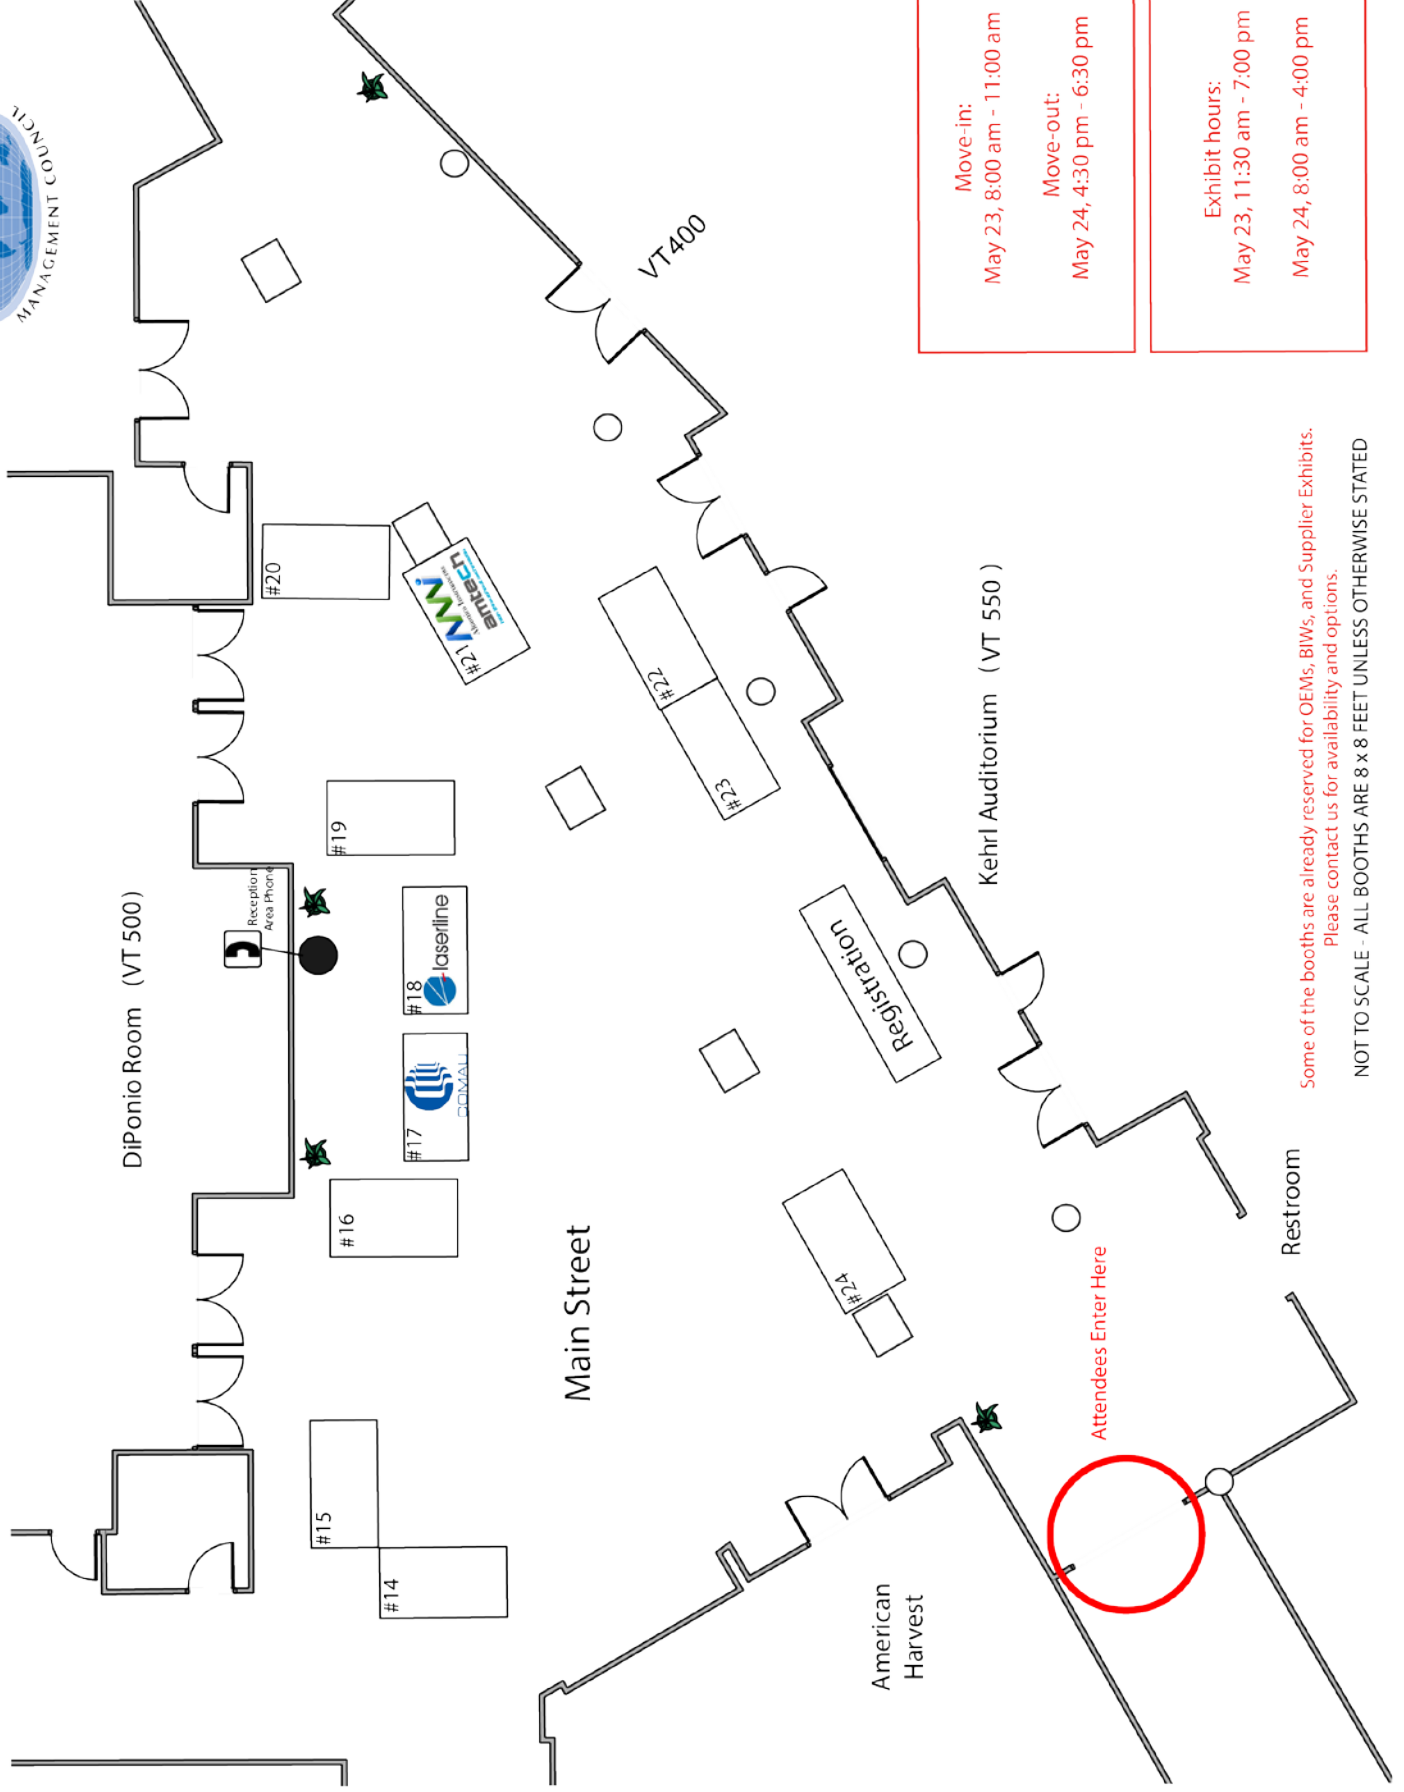 COUNCIL
MANAGEMENT
Move-in:
May 23, 8:00 am - 11:00 am
Move-out:
May 24, 4:30 pm - 6:30 pm
Exhibit hours:
May 23, 11:30 am - 7:00 pm
May 24, 8:00 am - 4:00 pm
DiPonio Room (VT 500)
Reception
Area Phone
VT400
Kehrl Auditorium (VT 550 )
Main Street
Registration
American
Harvest
Restroom
Attendees Enter Here
#14
#15
#16
#17
COMAU
#18
laserline
#19
#20
#21
amtech
#22
#23
#24
Some of the booths are already reserved for OEMs, BIWs, and Supplier Exhibits.
Please contact us for availability and options.
NOT TO SCALE - ALL BOOTHS ARE 8 x 8 FEET UNLESS OTHERWISE STATED